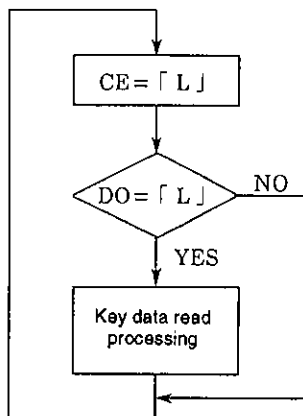 CE=「L」
DO=「L」
NO
YES
Key data read
processing